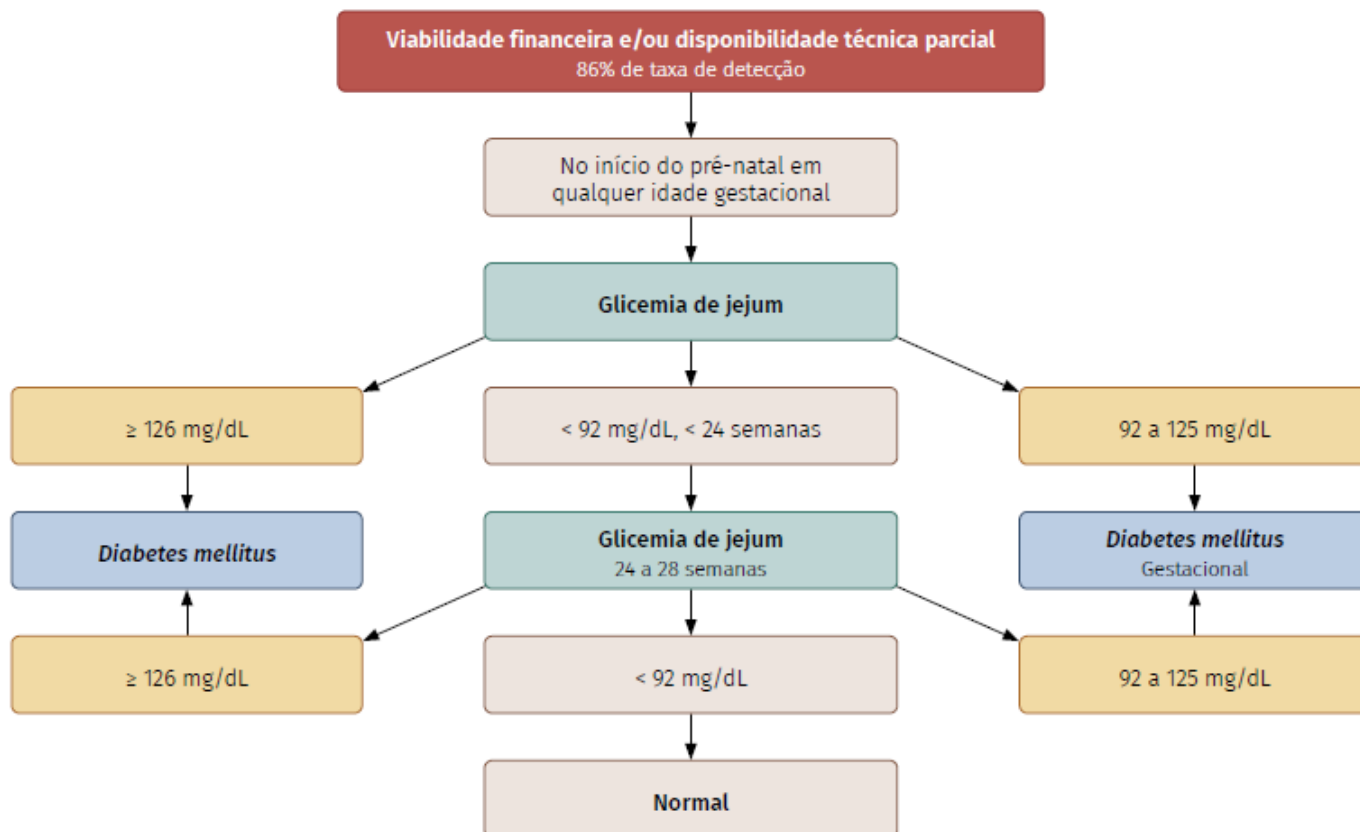 Viabilidade financeira e/ou disponibilidade técnica parcial
86% de taxa de detecção
No início do pré-natal em
qualquer idade gestacional
Glicemia de jejum
≥ 126 mg/dL
< 92 mg/dL, < 24 semanas
92 a 125 mg/dL
Diabetes mellitus
Glicemia de jejum
24 a 28 semanas
Diabetes mellitus
Gestacional
≥ 126 mg/dL
< 92 mg/dL
92 a 125 mg/dL
Normal